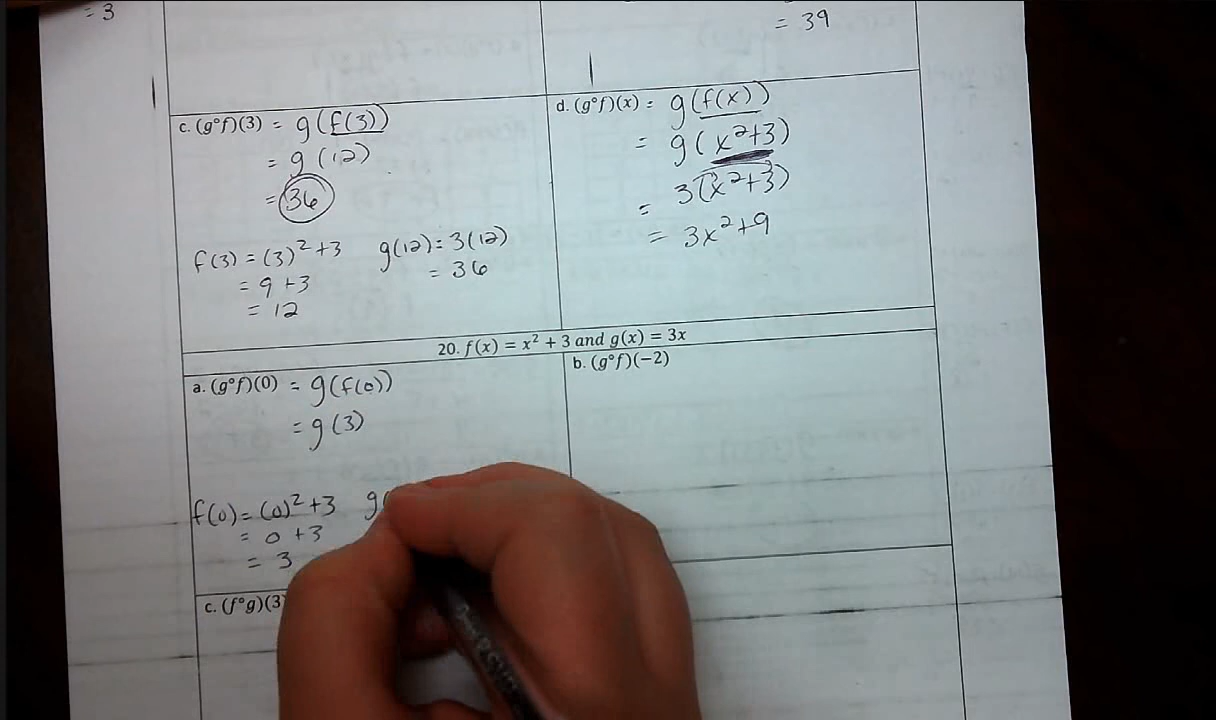 = 3
= 39
c. (g°f)(3) = g(f(3))
= g(12)
= 36
f(3) = (3)² + 3
= 9 + 3
= 12
g(12) = 3(12)
= 36
d. (g°f)(x) = g(f(x))
= g(x²+3)
= 3(x²+3)
= 3x²+9
20. f(x) = x² + 3 and g(x) = 3x
a. (g°f)(0) = g(f(0))
= g(3)
f(0) = (0)² + 3
= 0 + 3
= 3
g(
b. (g°f)(−2)
c. (f°g)(3